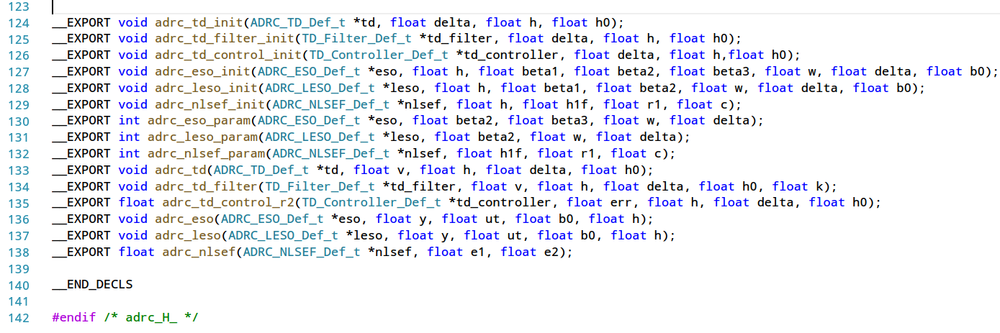 123
124 __EXPORT void adrc_td_init(ADRC_TD_Def_t *td, float delta, float h, float h0);
125 __EXPORT void adrc_td_filter_init(TD_Filter_Def_t *td_filter, float delta, float h, float h0);
126 __EXPORT void adrc_td_control_init(TD_Controller_Def_t *td_controller, float delta, float h,float h0);
127 __EXPORT void adrc_eso_init(ADRC_ESO_Def_t *eso, float h, float beta1, float beta2, float beta3, float w, float delta, float b0);
128 __EXPORT void adrc_leso_init(ADRC_LESO_Def_t *leso, float h, float beta1, float beta2, float w, float delta, float b0);
129 __EXPORT void adrc_nlsef_init(ADRC_NLSEF_Def_t *nlsef, float h, float h1f, float r1, float c);
130 __EXPORT int adrc_eso_param(ADRC_ESO_Def_t *eso, float beta2, float beta3, float w, float delta);
131 __EXPORT int adrc_leso_param(ADRC_LESO_Def_t *leso, float beta2, float w, float delta);
132 __EXPORT int adrc_nlsef_param(ADRC_NLSEF_Def_t *nlsef, float h1f, float r1, float c);
133 __EXPORT void adrc_td(ADRC_TD_Def_t *td, float v, float h, float delta, float h0);
134 __EXPORT void adrc_td_filter(TD_Filter_Def_t *td_filter, float v, float h, float delta, float h0, float k);
135 __EXPORT float adrc_td_control_r2(TD_Controller_Def_t *td_controller, float err, float h, float delta, float h0);
136 __EXPORT void adrc_eso(ADRC_ESO_Def_t *eso, float y, float ut, float b0, float h);
137 __EXPORT void adrc_leso(ADRC_LESO_Def_t *leso, float y, float ut, float b0, float h);
138 __EXPORT float adrc_nlsef(ADRC_NLSEF_Def_t *nlsef, float e1, float e2);
139
140 __END_DECLS
141
142 #endif /* adrc_H_ */